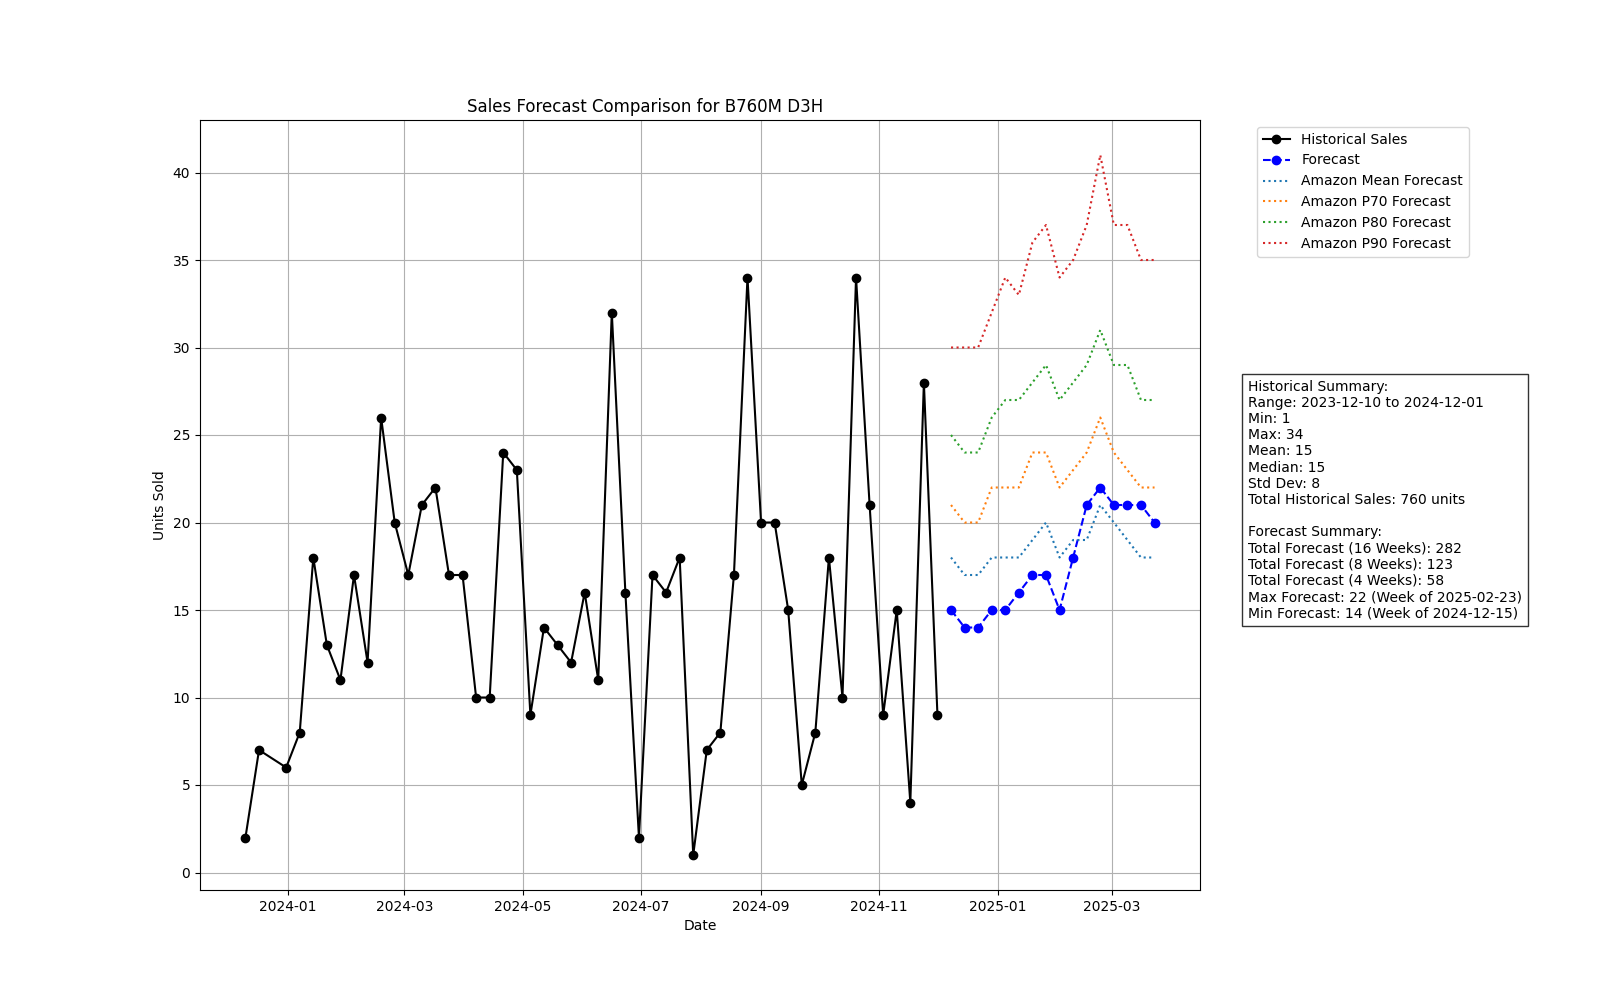 Sales Forecast Comparison for B760M D3H
Historical Sales
Forecast
Amazon Mean Forecast
Amazon P70 Forecast
Amazon P80 Forecast
Amazon P90 Forecast
Units Sold
40
35
30
25
20
15
10
5
0
Historical Summary:
Range: 2023-12-10 to 2024-12-01
Min: 1
Max: 34
Mean: 15
Median: 15
Std Dev: 8
Total Historical Sales: 760 units
Forecast Summary:
Total Forecast (16 Weeks): 282
Total Forecast (8 Weeks): 123
Total Forecast (4 Weeks): 58
Max Forecast: 22 (Week of 2025-02-23)
Min Forecast: 14 (Week of 2024-12-15)
2024-01 2024-03 2024-05 2024-07 2024-09 2024-11 2025-01 2025-03
Date